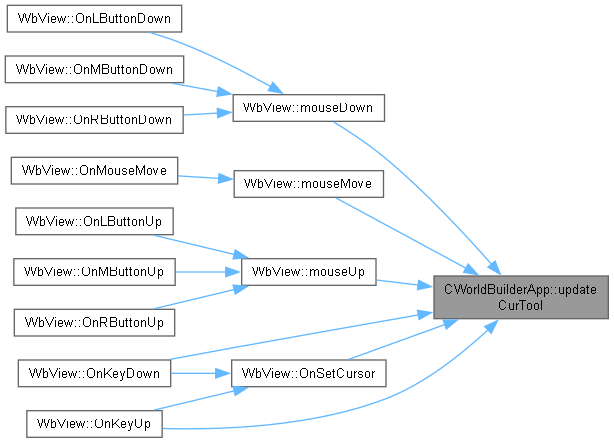 WbView::OnLButtonDown
WbView::OnMButtonDown
WbView::mouseDown
WbView::OnRButtonDown
WbView::OnMouseMove
WbView::mouseMove
WbView::OnLButtonUp
WbView::OnMButtonUp
WbView::mouseUp
CWorldBuilderApp::update
CurTool
WbView::OnRButtonUp
WbView::OnKeyDown
WbView::OnSetCursor
WbView::OnKeyUp